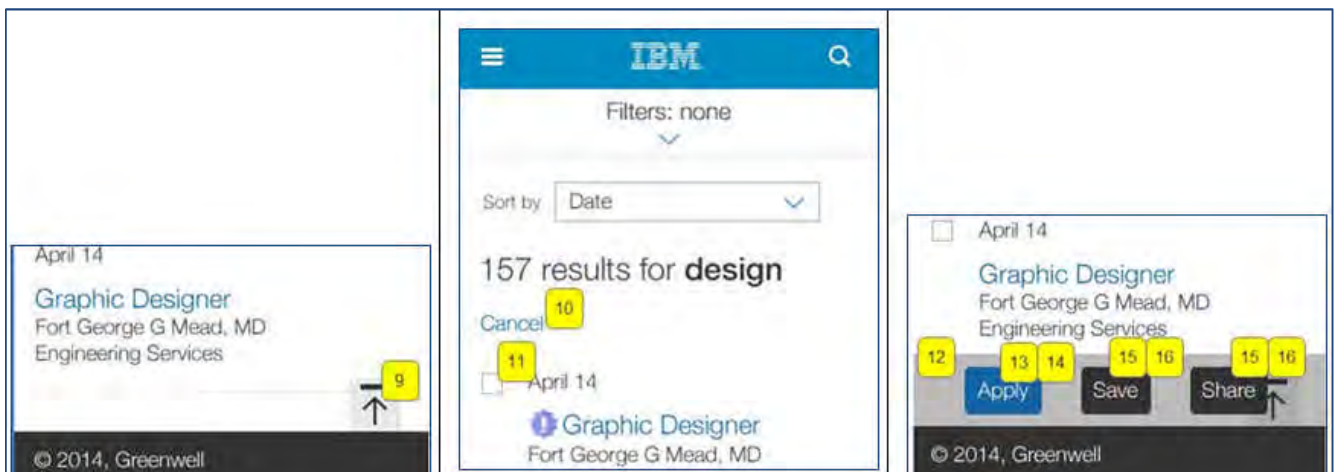 April 14
Graphic Designer
Fort George G Mead, MD
Engineering Services
9
© 2014, Greenwell
IBM
Filters: none
Sort by
Date
157 results for design
10
Cancel
11
April 14
Graphic Designer
Fort George G Mead, MD
April 14
Graphic Designer
Fort George G Mead, MD
Engineering Services
12 13 14 15 16 15 16
Apply Save Share
© 2014, Greenwell